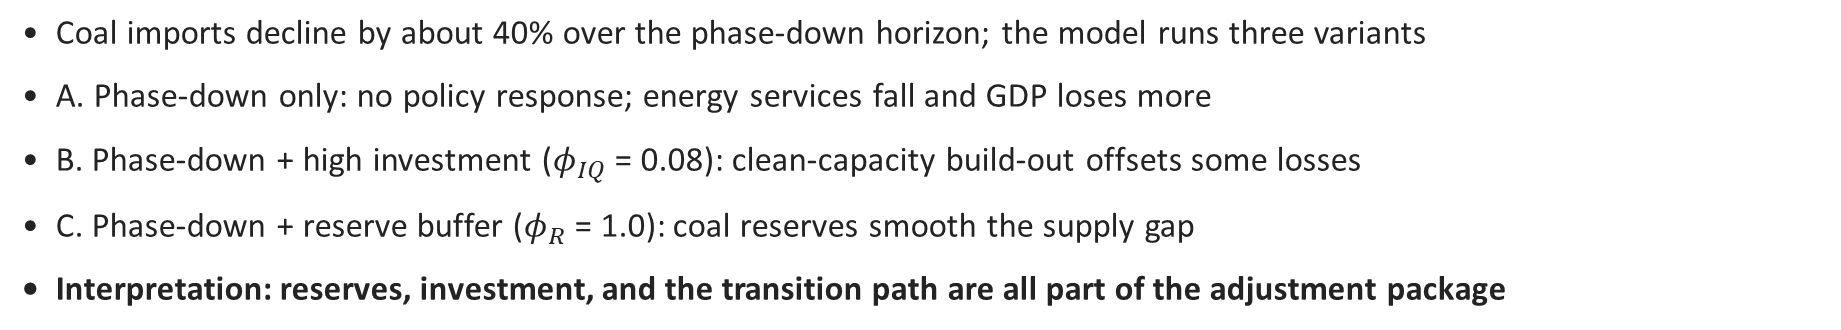 • Coal imports decline by about 40% over the phase-down horizon; the model runs three variants
• A. Phase-down only: no policy response; energy services fall and GDP loses more
• B. Phase-down + high investment (𝜙𝐼𝑄 = 0.08): clean-capacity build-out offsets some losses
• C. Phase-down + reserve buffer (𝜙𝑅 = 1.0): coal reserves smooth the supply gap
• Interpretation: reserves, investment, and the transition path are all part of the adjustment package